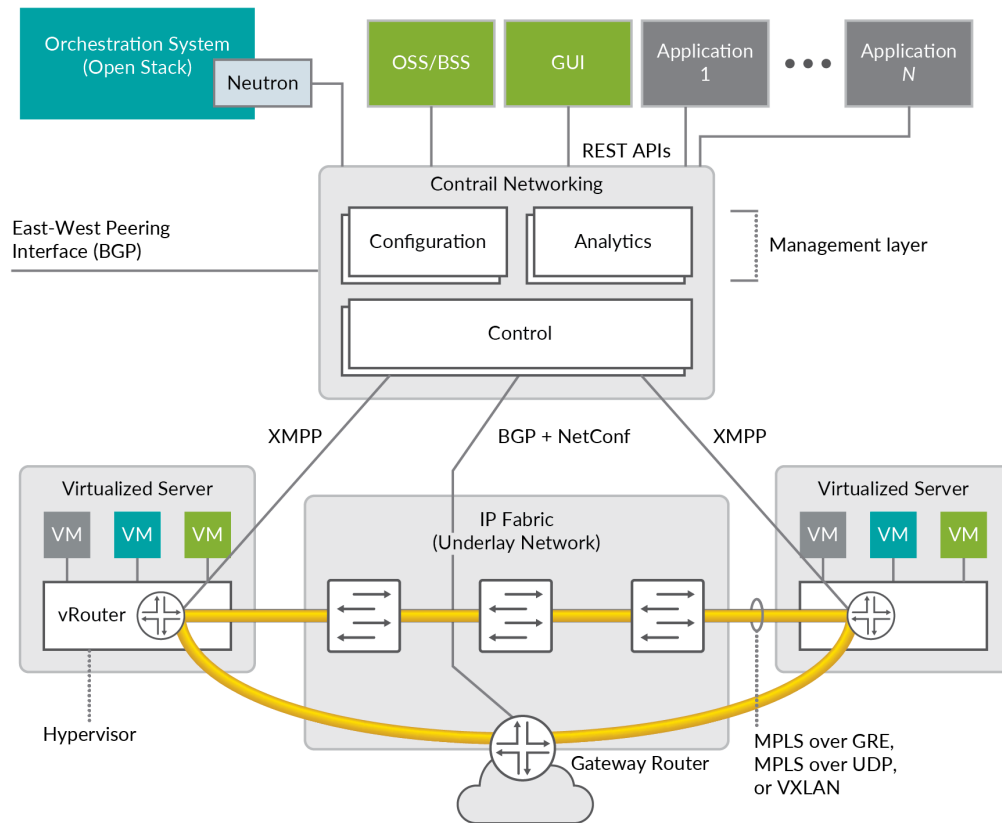 Orchestration System
(Open Stack)
Neutron
OSS/BSS
GUI
Application
1
Application
N
REST APIs
Contrail Networking
East-West Peering
Interface (BGP)
Configuration
Analytics
Management layer
Control
XMPP
BGP + NetConf
XMPP
Virtualized Server
VM
VM
VM
vRouter
IP Fabric
(Underlay Network)
Virtualized Server
VM
VM
VM
Hypervisor
Gateway Router
MPLS over GRE,
MPLS over UDP,
or VXLAN